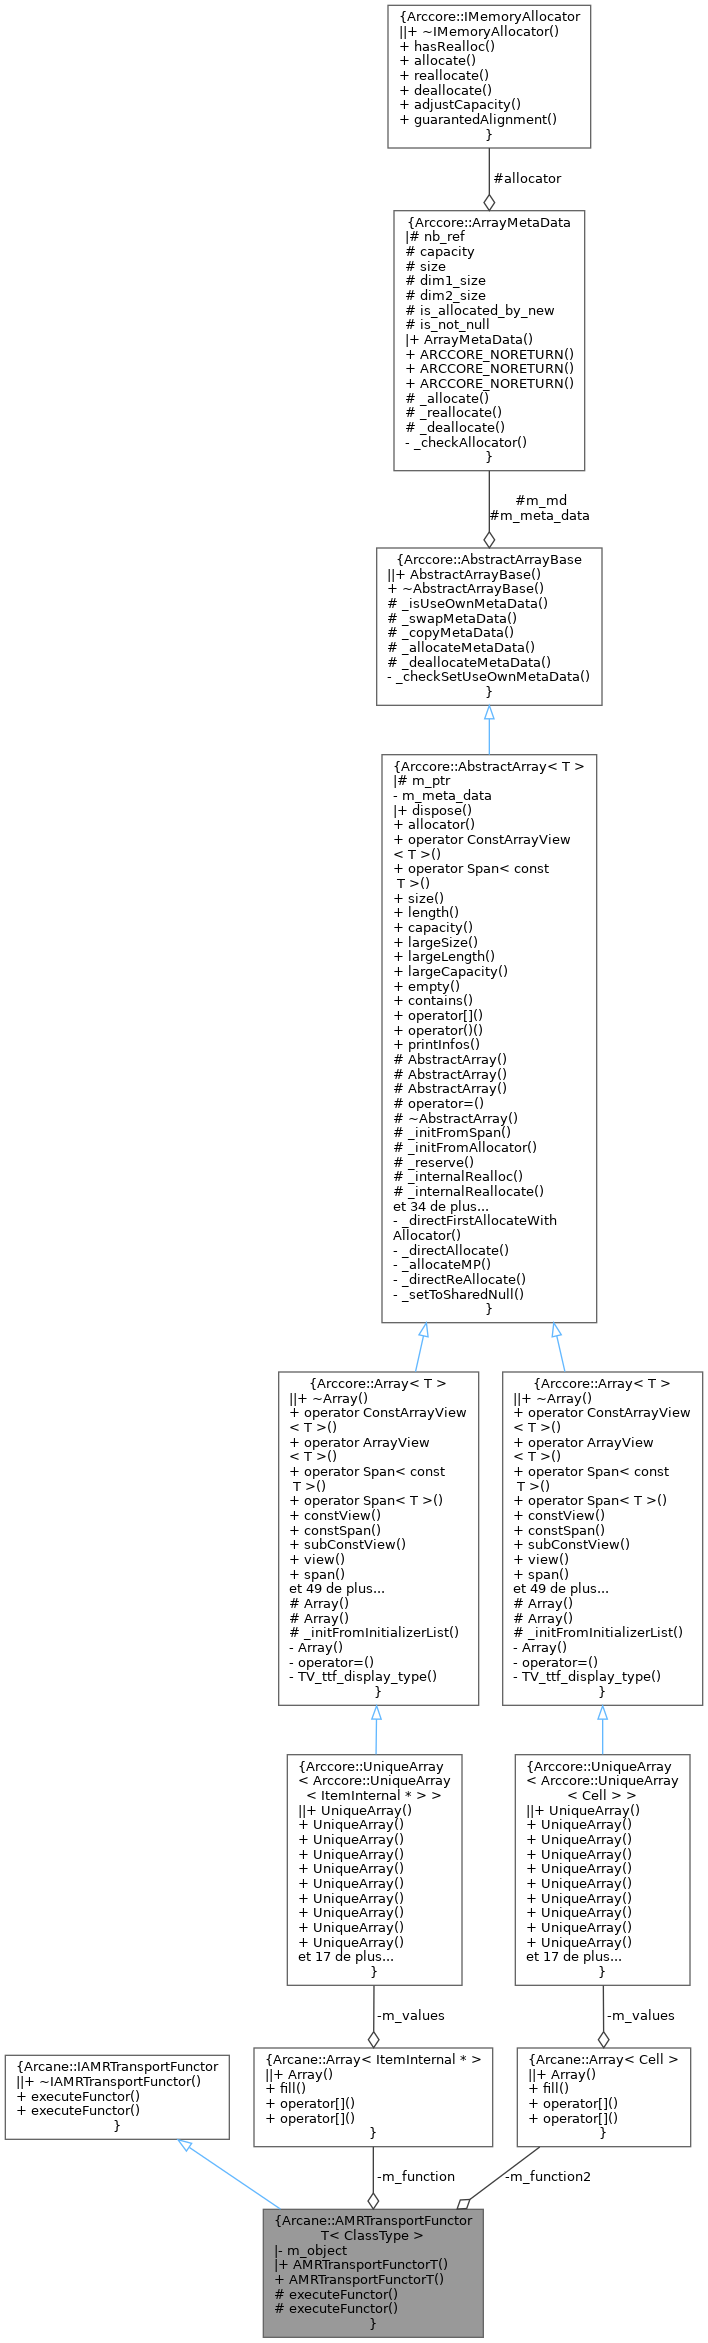 {Arccore::IMemoryAllocator
||+ ~IMemoryAllocator()
+ hasRealloc()
+ allocate()
+ reallocate()
+ deallocate()
+ adjustCapacity()
+ guarantedAlignment()
}
#allocator
{Arccore::ArrayMetaData
|# nb_ref
# capacity
# size
# dim1_size
# dim2_size
# is_allocated_by_new
# is_not_null
|+ ArrayMetaData()
+ ARCCORE_NORETURN()
+ ARCCORE_NORETURN()
+ ARCCORE_NORETURN()
# _allocate()
# _reallocate()
# _deallocate()
- _checkAllocator()
}
#m_md
#m_meta_data
{Arccore::AbstractArrayBase
||+ AbstractArrayBase()
+ ~AbstractArrayBase()
# _isUseOwnMetaData()
# _swapMetaData()
# _copyMetaData()
# _allocateMetaData()
# _deallocateMetaData()
- _checkSetUseOwnMetaData()
}
{Arccore::AbstractArray< T >
|# m_ptr
- m_meta_data
|+ dispose()
+ allocator()
+ operator ConstArrayView
< T >()
+ operator Span< const
T >()
+ size()
+ length()
+ capacity()
+ largeSize()
+ largeLength()
+ largeCapacity()
+ empty()
+ contains()
+ operator[]()
+ operator()()
+ printInfos()
# AbstractArray()
# AbstractArray()
# AbstractArray()
# operator=()
# ~AbstractArray()
# _initFromSpan()
# _initFromAllocator()
# _reserve()
# _internalRealloc()
# _internalReallocate()
et 34 de plus...
- _directFirstAllocateWith
Allocator()
- _directAllocate()
- _allocateMP()
- _directReAllocate()
- _setToSharedNull()
}
{Arccore::Array< T >
||+ ~Array()
+ operator ConstArrayView
< T >()
+ operator ArrayView
< T >()
+ operator Span< const
T >()
+ operator Span< T >()
+ constView()
+ constSpan()
+ subConstView()
+ view()
+ span()
et 49 de plus...
# Array()
# Array()
# _initFromInitializerList()
- Array()
- operator=()
- TV_ttf_display_type()
}
{Arccore::Array< T >
||+ ~Array()
+ operator ConstArrayView
< T >()
+ operator ArrayView
< T >()
+ operator Span< const
T >()
+ operator Span< T >()
+ constView()
+ constSpan()
+ subConstView()
+ view()
+ span()
et 49 de plus...
# Array()
# Array()
# _initFromInitializerList()
- Array()
- operator=()
- TV_ttf_display_type()
}
{Arccore::UniqueArray
< Arccore::UniqueArray
< ItemInternal * > >
||+ UniqueArray()
+ UniqueArray()
+ UniqueArray()
+ UniqueArray()
+ UniqueArray()
+ UniqueArray()
+ UniqueArray()
+ UniqueArray()
+ UniqueArray()
+ UniqueArray()
et 17 de plus...
}
{Arccore::UniqueArray
< Arccore::UniqueArray
< Cell > >
||+ UniqueArray()
+ UniqueArray()
+ UniqueArray()
+ UniqueArray()
+ UniqueArray()
+ UniqueArray()
+ UniqueArray()
+ UniqueArray()
+ UniqueArray()
+ UniqueArray()
et 17 de plus...
}
-m_values
-m_values
{Arcane::IAMRTransportFunctor
||+ ~IAMRTransportFunctor()
+ executeFunctor()
+ executeFunctor()
}
{Arcane::Array< ItemInternal * >
||+ Array()
+ fill()
+ operator[]()
+ operator[]()
}
{Arcane::Array< Cell >
||+ Array()
+ fill()
+ operator[]()
+ operator[]()
}
-m_function
-m_function2
{Arcane::AMRTransportFunctor
T< ClassType >
|- m_object
|+ AMRTransportFunctorT()
+ AMRTransportFunctorT()
# executeFunctor()
# executeFunctor()
}